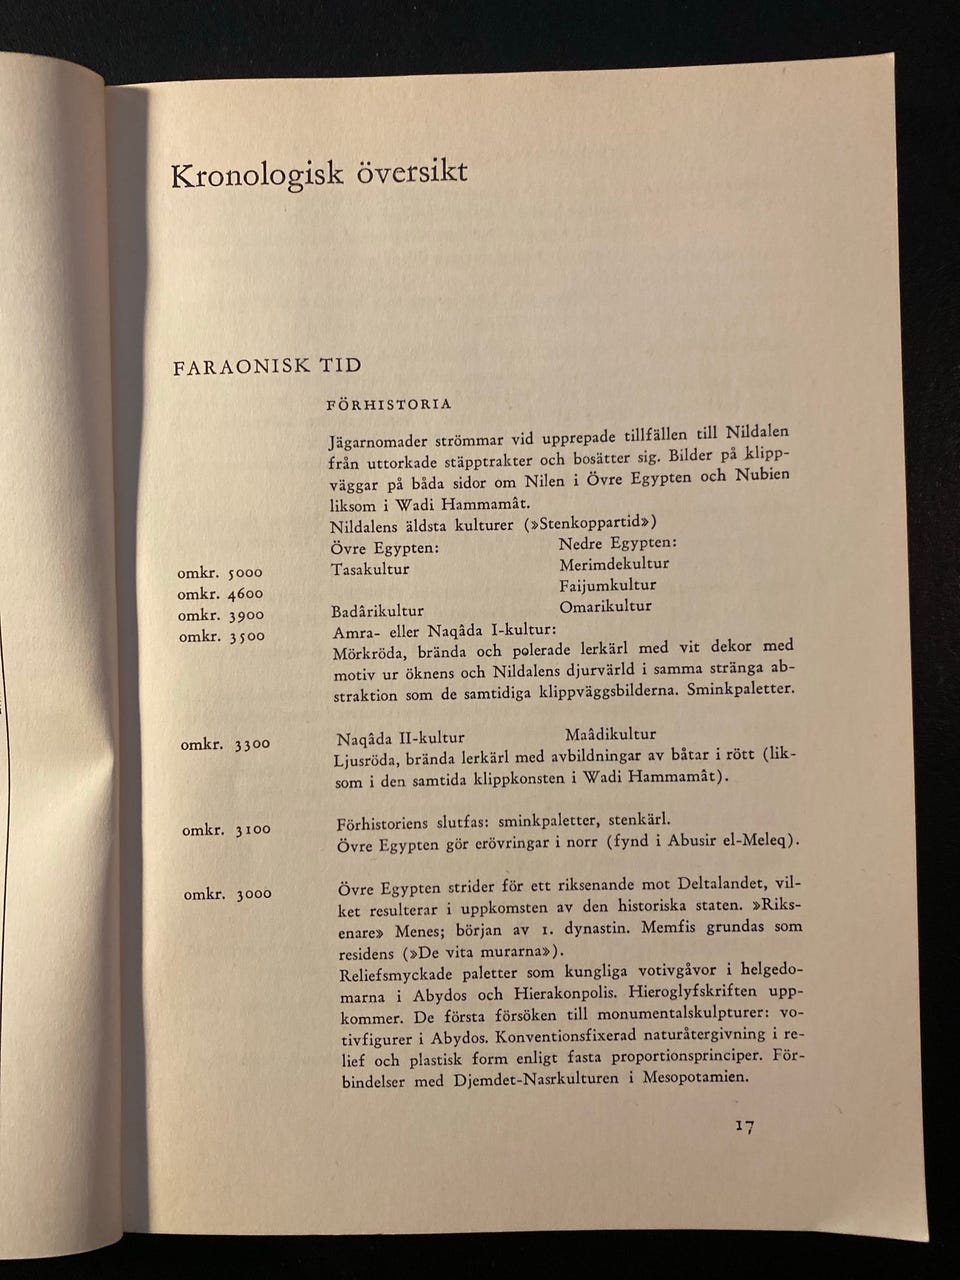 Kronologisk översikt
FARAONISK TID
FÖRHISTORIA
Jägarnomader strömmar vid upprepade tillfällen till Nildalen
från uttorkade stäpptrakter och bosätter sig. Bilder på klipp-
väggar på båda sidor om Nilen i Övre Egypten och Nubien
liksom i Wadi Hammamât.
Nildalens äldsta kulturer (»Stenkoppartid»)
Övre Egypten: Nedre Egypten:
omkr. 5000 Tasakultur Merimdekultur
omkr. 4600 Faijumkultur
omkr. 3900 Badârikultur Omarikultur
omkr. 3500 Amra- eller Naqâda I-kultur:
Mörkröda, brända och polerade lerkärl med vit dekor med
motiv ur öknens och Nildalens djurvärld i samma stränga ab-
straktion som de samtidiga klippväggsbilderna. Sminkpaletter.
omkr. 3300 Naqâda II-kultur Maâdikultur
Ljusröda, brända lerkärl med avbildningar av båtar i rött (lik-
som i den samtida klippkonsten i Wadi Hammamât).
omkr. 3100 Förhistoriens slutfas: sminkpaletter, stenkärl.
Övre Egypten gör erövringar i norr (fynd i Abusir el-Meleq).
omkr. 3000 Övre Egypten strider för ett riksenande mot Deltalandet, vil-
ket resulterar i uppkomsten av den historiska staten. »Riks-
enare» Menes; början av 1. dynastin. Memfis grundas som
residens (»De vita murarna»).
Reliefsmyckade paletter som kungliga votivgåvor i helgedo-
marna i Abydos och Hierakonpolis. Hieroglyfskriften upp-
kommer. De första försöken till monumentalskulpturer: vo-
tivfigurer i Abydos. Konventionsfixerad naturåtergivning i re-
lief och plastisk form enligt fasta proportionsprinciper. För-
bindelser med Djemdet-Nasrkulturen i Mesopotamien.
17